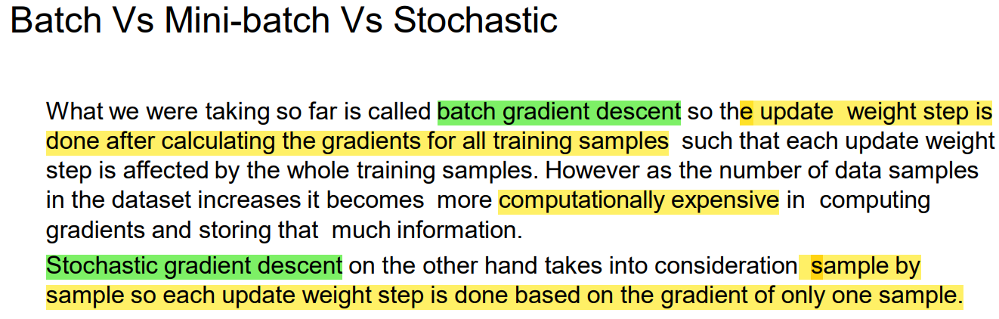 Batch Vs Mini-batch Vs Stochastic
What we were taking so far is called batch gradient descent so the update weight step is
done after calculating the gradients for all training samples such that each update weight
step is affected by the whole training samples. However as the number of data samples
in the dataset increases it becomes more computationally expensive in computing
gradients and storing that much information.
Stochastic gradient descent on the other hand takes into consideration sample by
sample so each update weight step is done based on the gradient of only one sample.